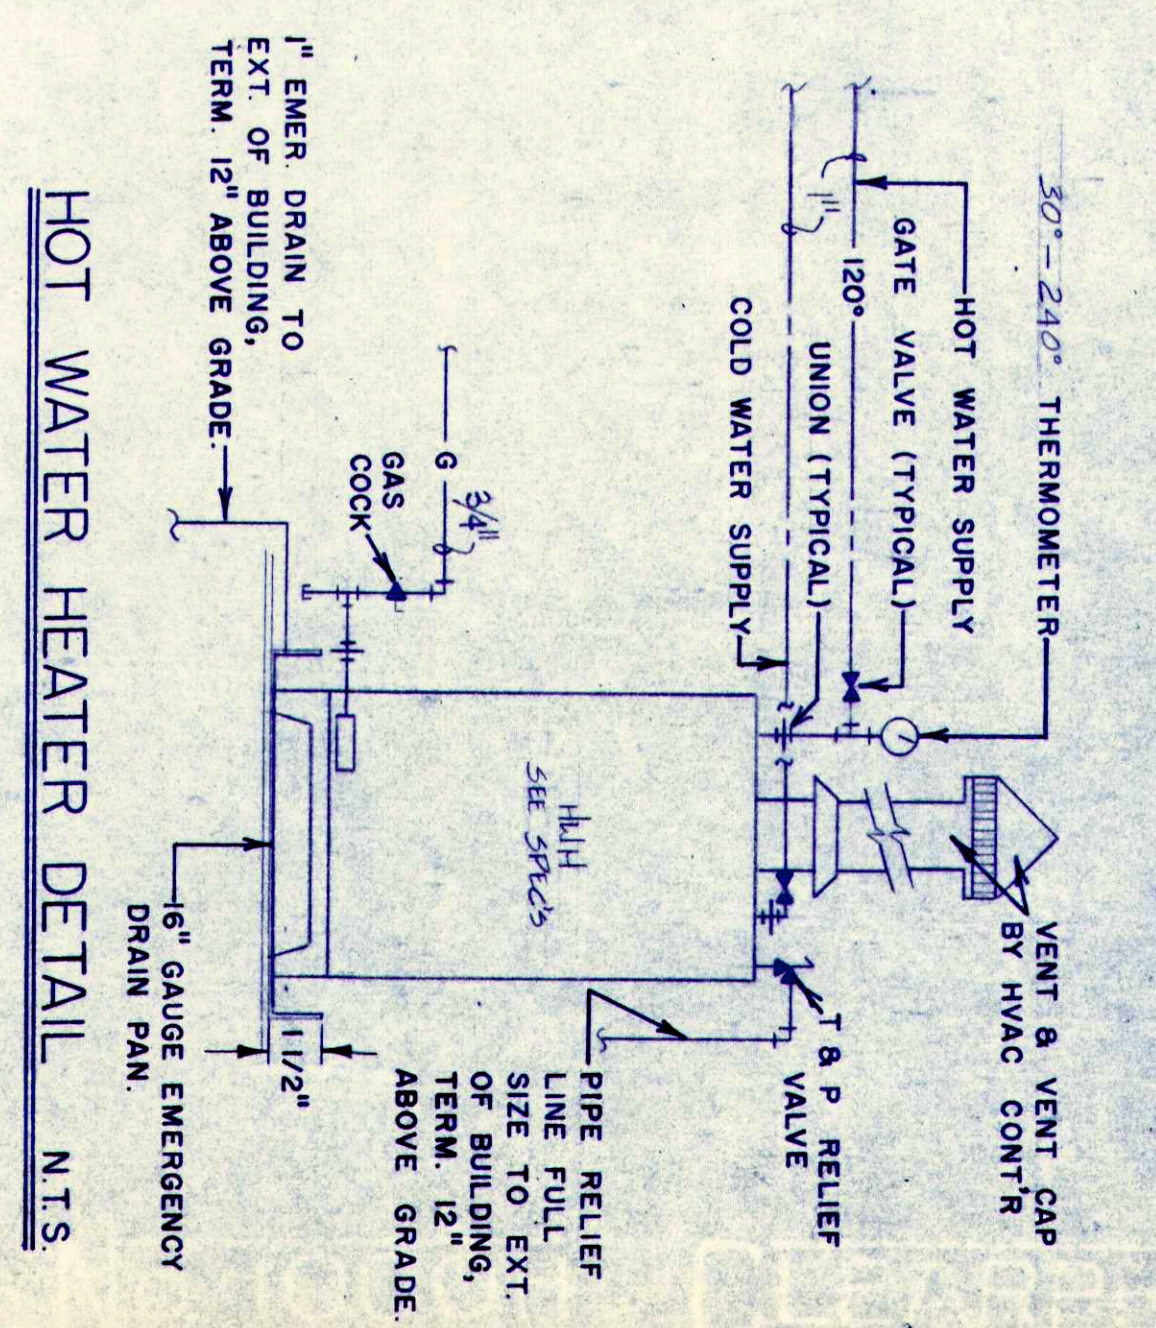 30° – 240° THERMOMETER
HOT WATER SUPPLY
GATE VALVE (TYPICAL)
120°
1"
UNION (TYPICAL)
COLD WATER SUPPLY
VENT & VENT CAP
BY HVAC CONT'R
T & P RELIEF
VALVE
PIPE RELIEF
LINE FULL
SIZE TO EXT.
OF BUILDING,
TERM. 12"
ABOVE GRADE.
HWH
SEE SPEC'S
G
3/4"
GAS
COCK
1" EMER. DRAIN TO
EXT. OF BUILDING,
TERM. 12" ABOVE GRADE.
1 1/2"
16" GAUGE EMERGENCY
DRAIN PAN.
HOT WATER HEATER DETAIL N.T.S.